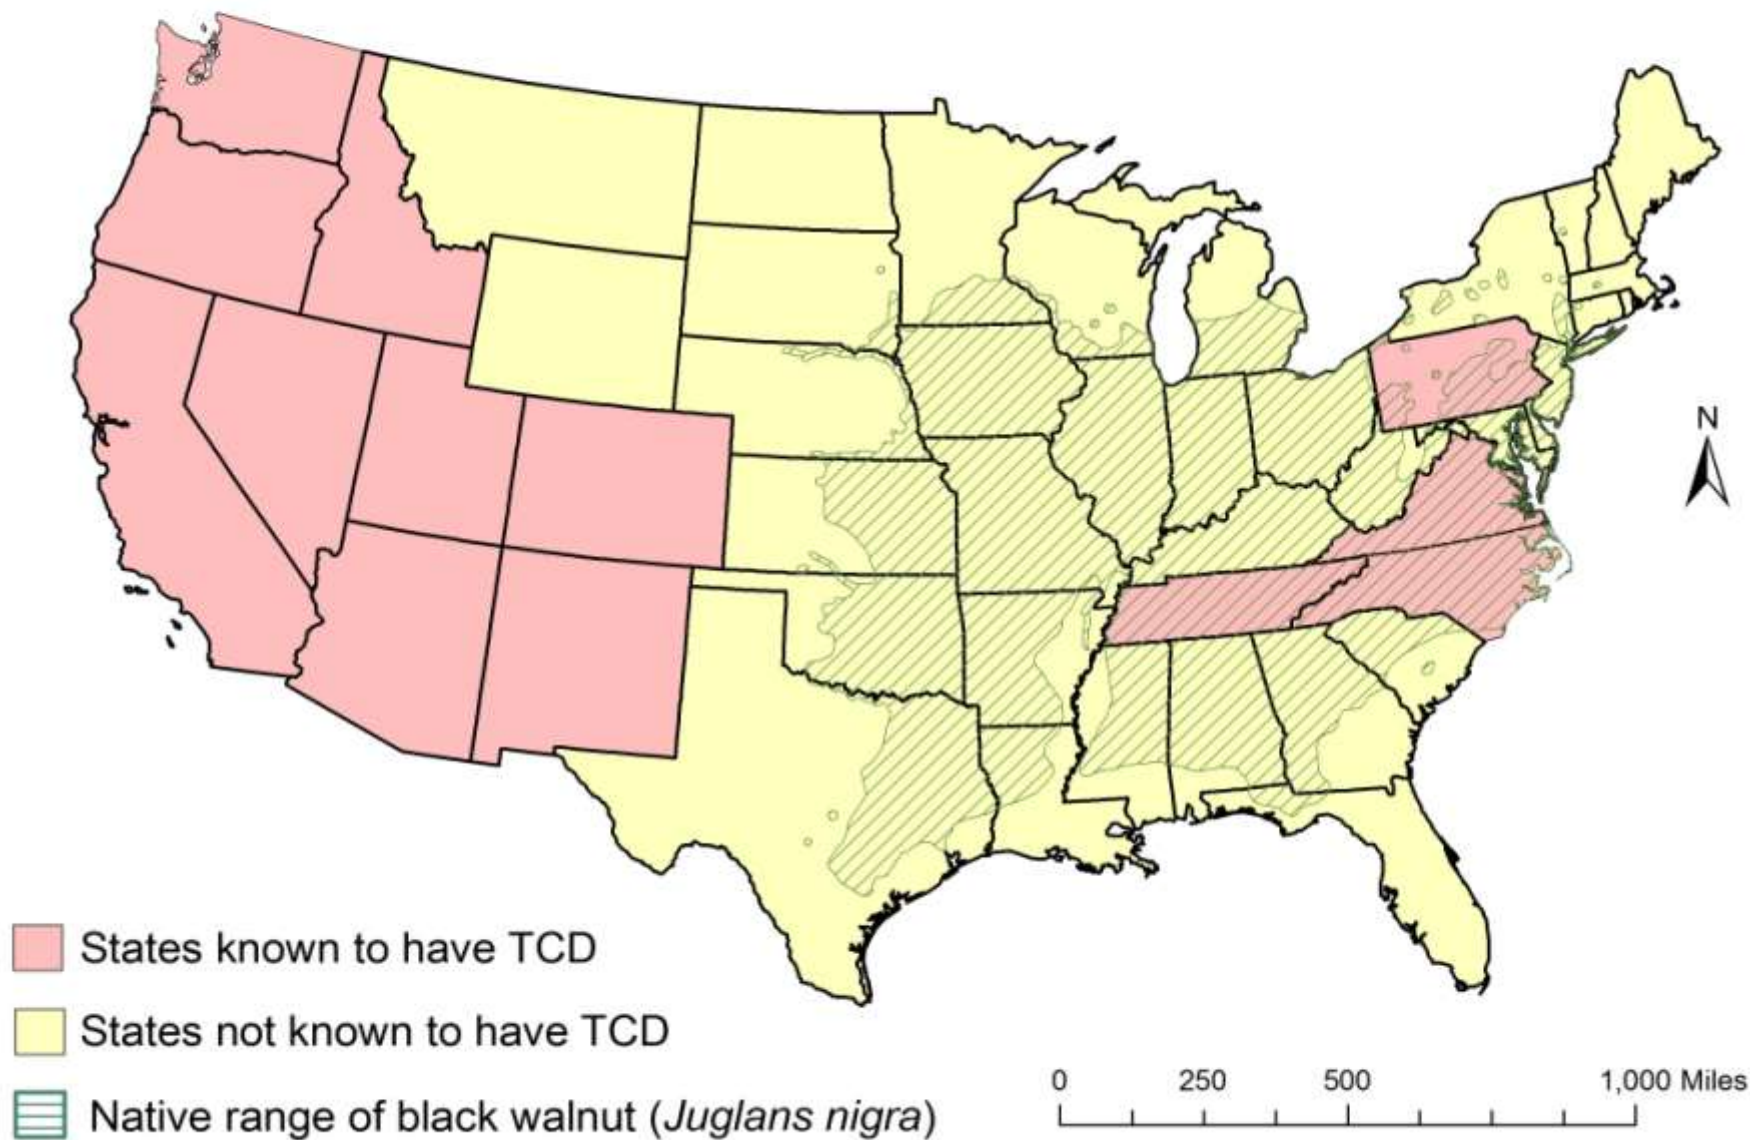 N
States known to have TCD
States not known to have TCD
Native range of black walnut (Juglans nigra)
0 250 500 1,000 Miles